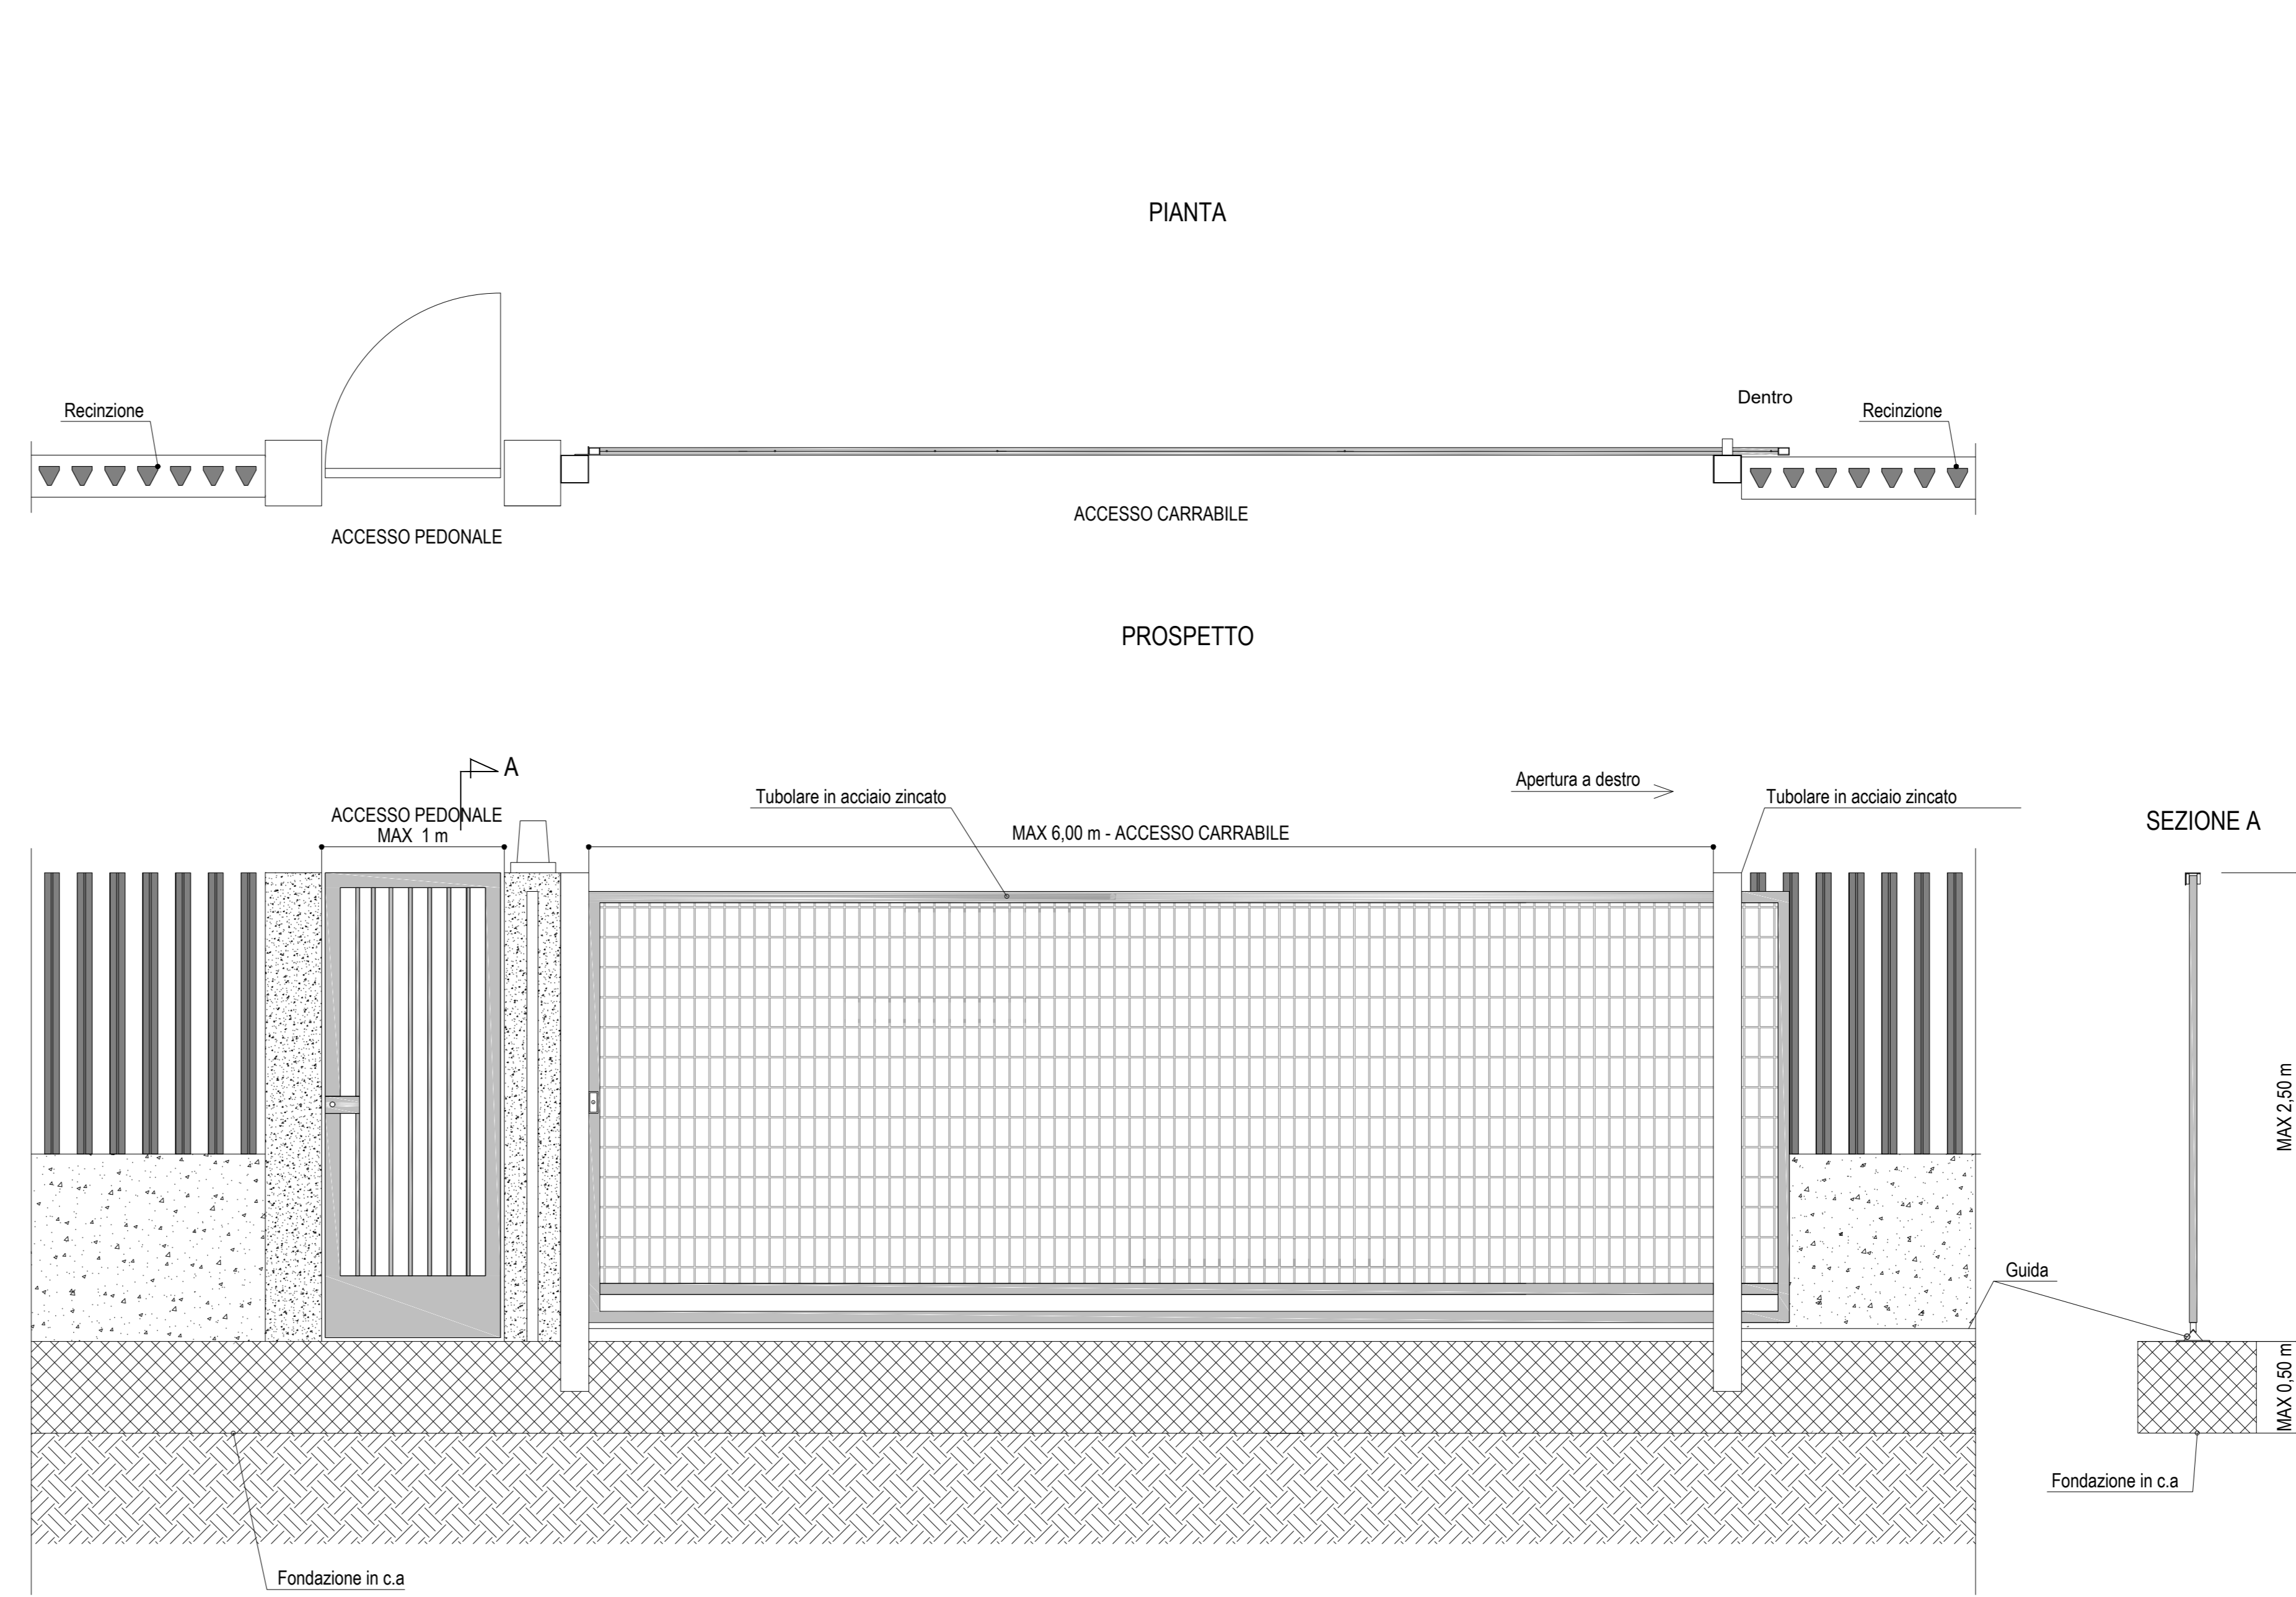 PIANTA
Dentro
Recinzione
Recinzione
ACCESSO CARRABILE
ACCESSO PEDONALE
PROSPETTO
A
Apertura a destro
Tubolare in acciaio zincato
Tubolare in acciaio zincato
ACCESSO PEDONALE
MAX 1 m
MAX 6,00 m - ACCESSO CARRABILE
SEZIONE A
MAX 2,50 m
Guida
MAX 0,50 m
Fondazione in c.a
Fondazione in c.a